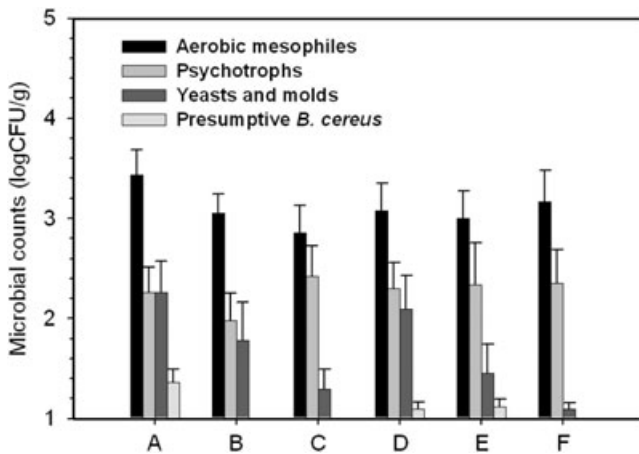 5
4
3
2
1
Microbial counts (logCFU/g)
Aerobic mesophiles
Psychotrophs
Yeasts and molds
Presumptive B. cereus
A B C D E F